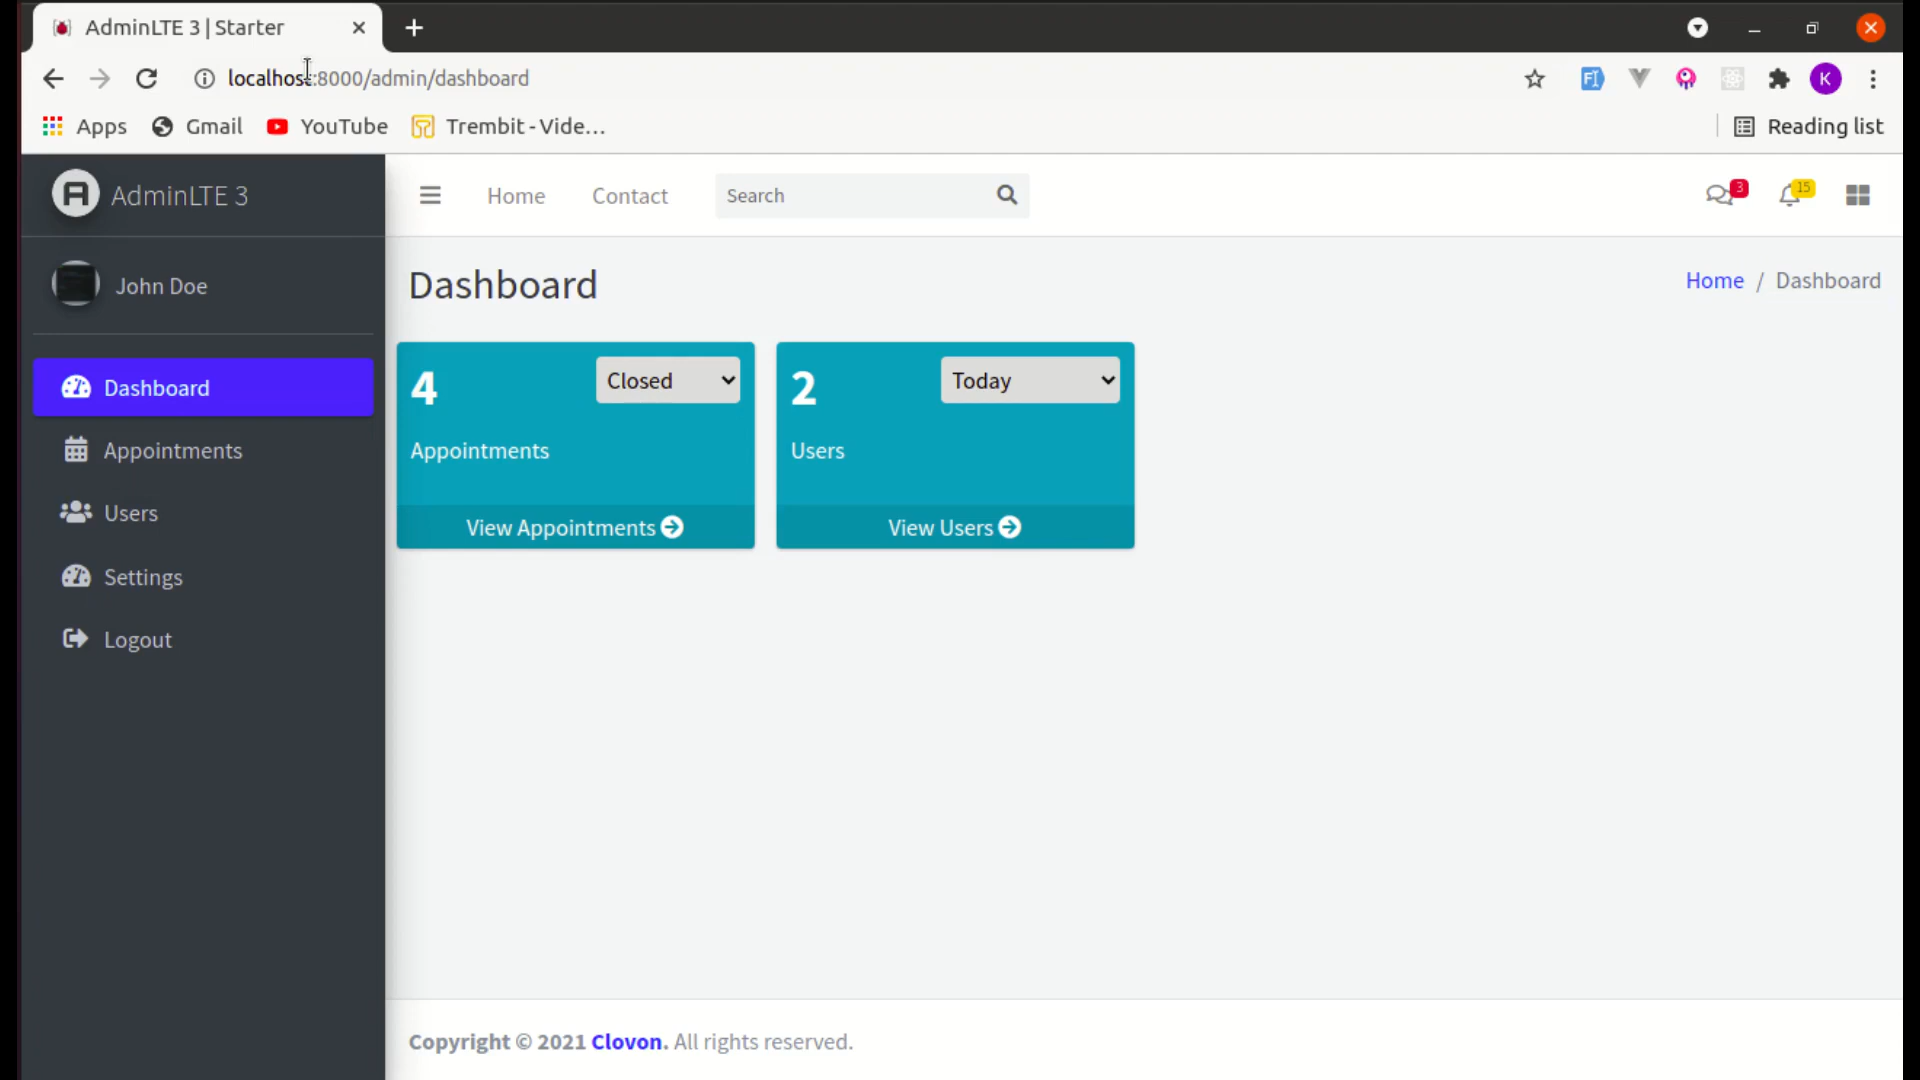 AdminLTE 3 | Starter
localhost:8000/admin/dashboard
K
Apps Gmail YouTube Trembit - Vide... Reading list
AdminLTE 3
Home Contact Search 3 15
John Doe
Dashboard
Home / Dashboard
Dashboard
Appointments
Users
Settings
Logout
4 Closed
Appointments
View Appointments
2 Today
Users
View Users
Copyright © 2021 Clovon. All rights reserved.